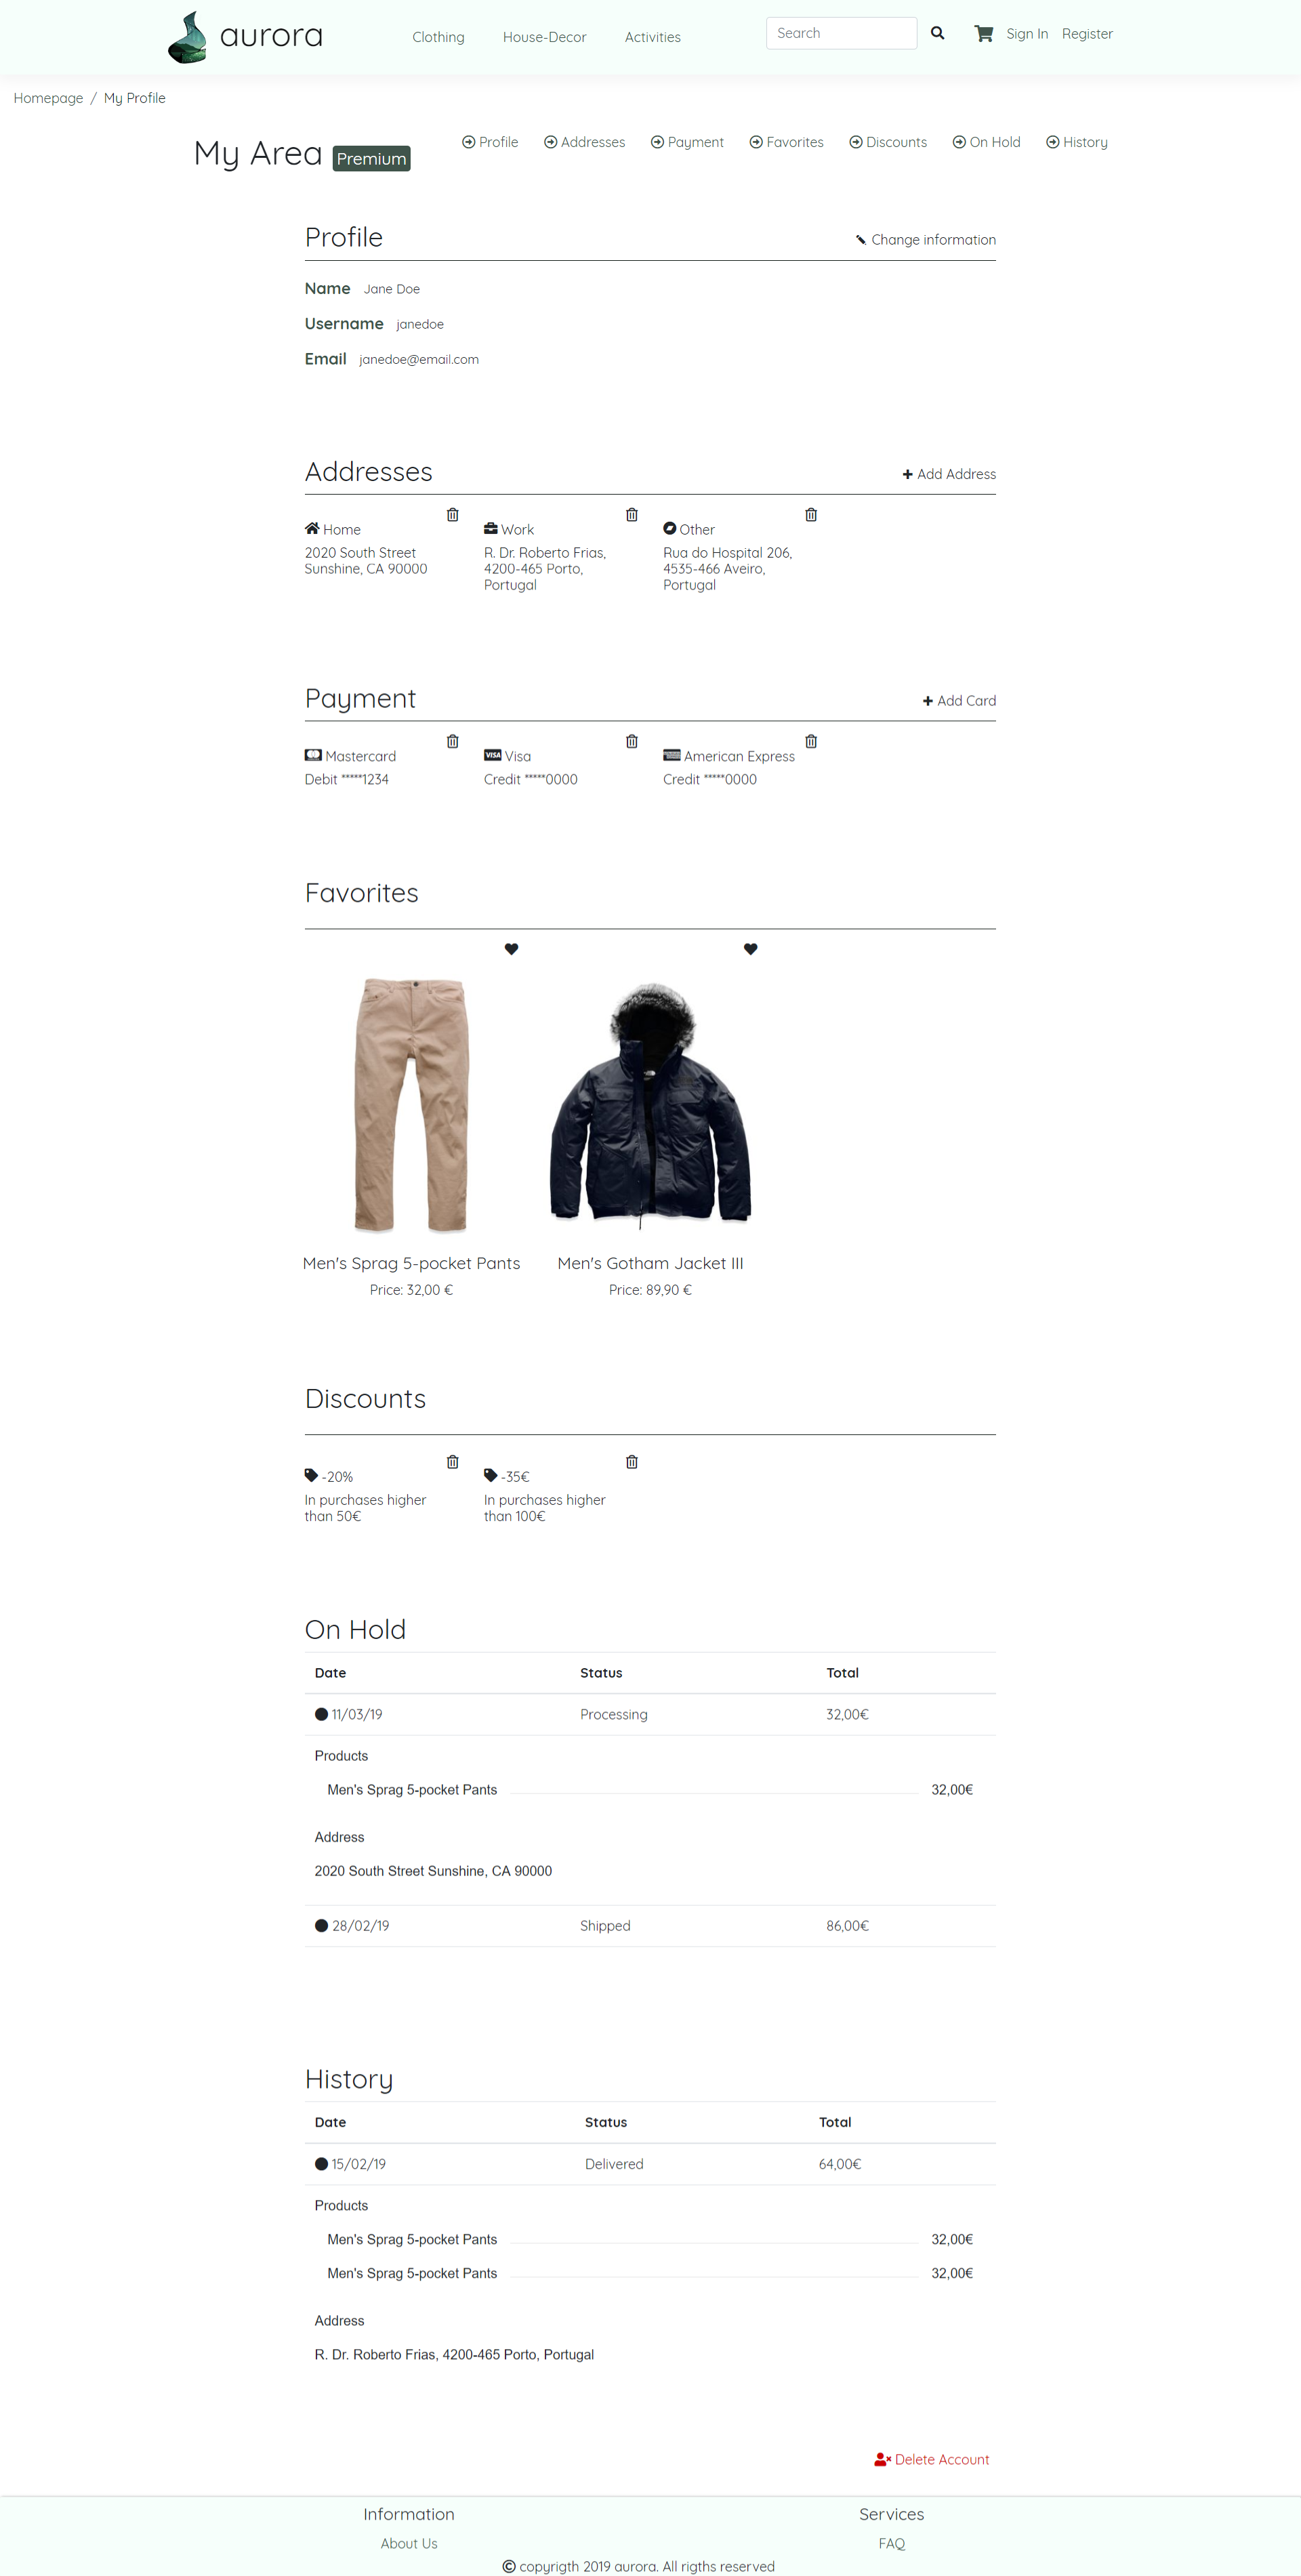 aurora
Clothing House-Decor Activities Search Sign In Register
Homepage / My Profile
My Area Premium
Profile Addresses Payment Favorites Discounts On Hold History
Profile Change information
Name Jane Doe
Username janedoe
Email janedoe@email.com
Addresses Add Address
Home
2020 South Street
Sunshine, CA 90000
Work
R. Dr. Roberto Frias,
4200-465 Porto,
Portugal
Other
Rua do Hospital 206,
4535-466 Aveiro,
Portugal
Payment Add Card
Mastercard
Debit *****1234
VISA Visa
Credit *****0000
American Express
Credit *****0000
Favorites
Men's Sprag 5-pocket Pants
Price: 32,00 €
Men's Gotham Jacket III
Price: 89,90 €
Discounts
-20%
In purchases higher
than 50€
-35€
In purchases higher
than 100€
On Hold
Date Status Total
11/03/19 Processing 32,00€
Products
Men's Sprag 5-pocket Pants 32,00€
Address
2020 South Street Sunshine, CA 90000
28/02/19 Shipped 86,00€
History
Date Status Total
15/02/19 Delivered 64,00€
Products
Men's Sprag 5-pocket Pants 32,00€
Men's Sprag 5-pocket Pants 32,00€
Address
R. Dr. Roberto Frias, 4200-465 Porto, Portugal
Delete Account
Information
About Us
Services
FAQ
© copyrigth 2019 aurora. All rigths reserved